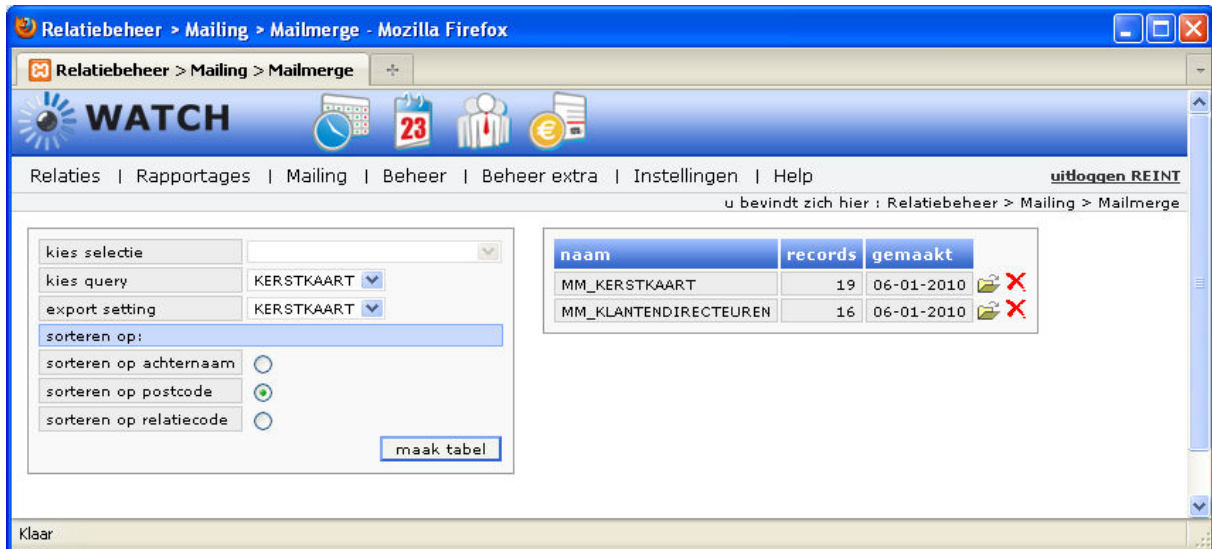 Relatiebeheer > Mailing > Mailmerge - Mozilla Firefox
Relatiebeheer > Mailing > Mailmerge
WATCH
23
Relaties | Rapportages | Mailing | Beheer | Beheer extra | Instellingen | Help uitloggen REINT
u bevindt zich hier : Relatiebeheer > Mailing > Mailmerge
kies selectie
kies query KERSTKAART
export setting KERSTKAART
sorteren op:
sorteren op achternaam
sorteren op postcode
sorteren op relatiecode
maak tabel
naam records gemaakt
MM_KERSTKAART 19 06-01-2010
MM_KLANTENDIRECTEUREN 16 06-01-2010
Klaar